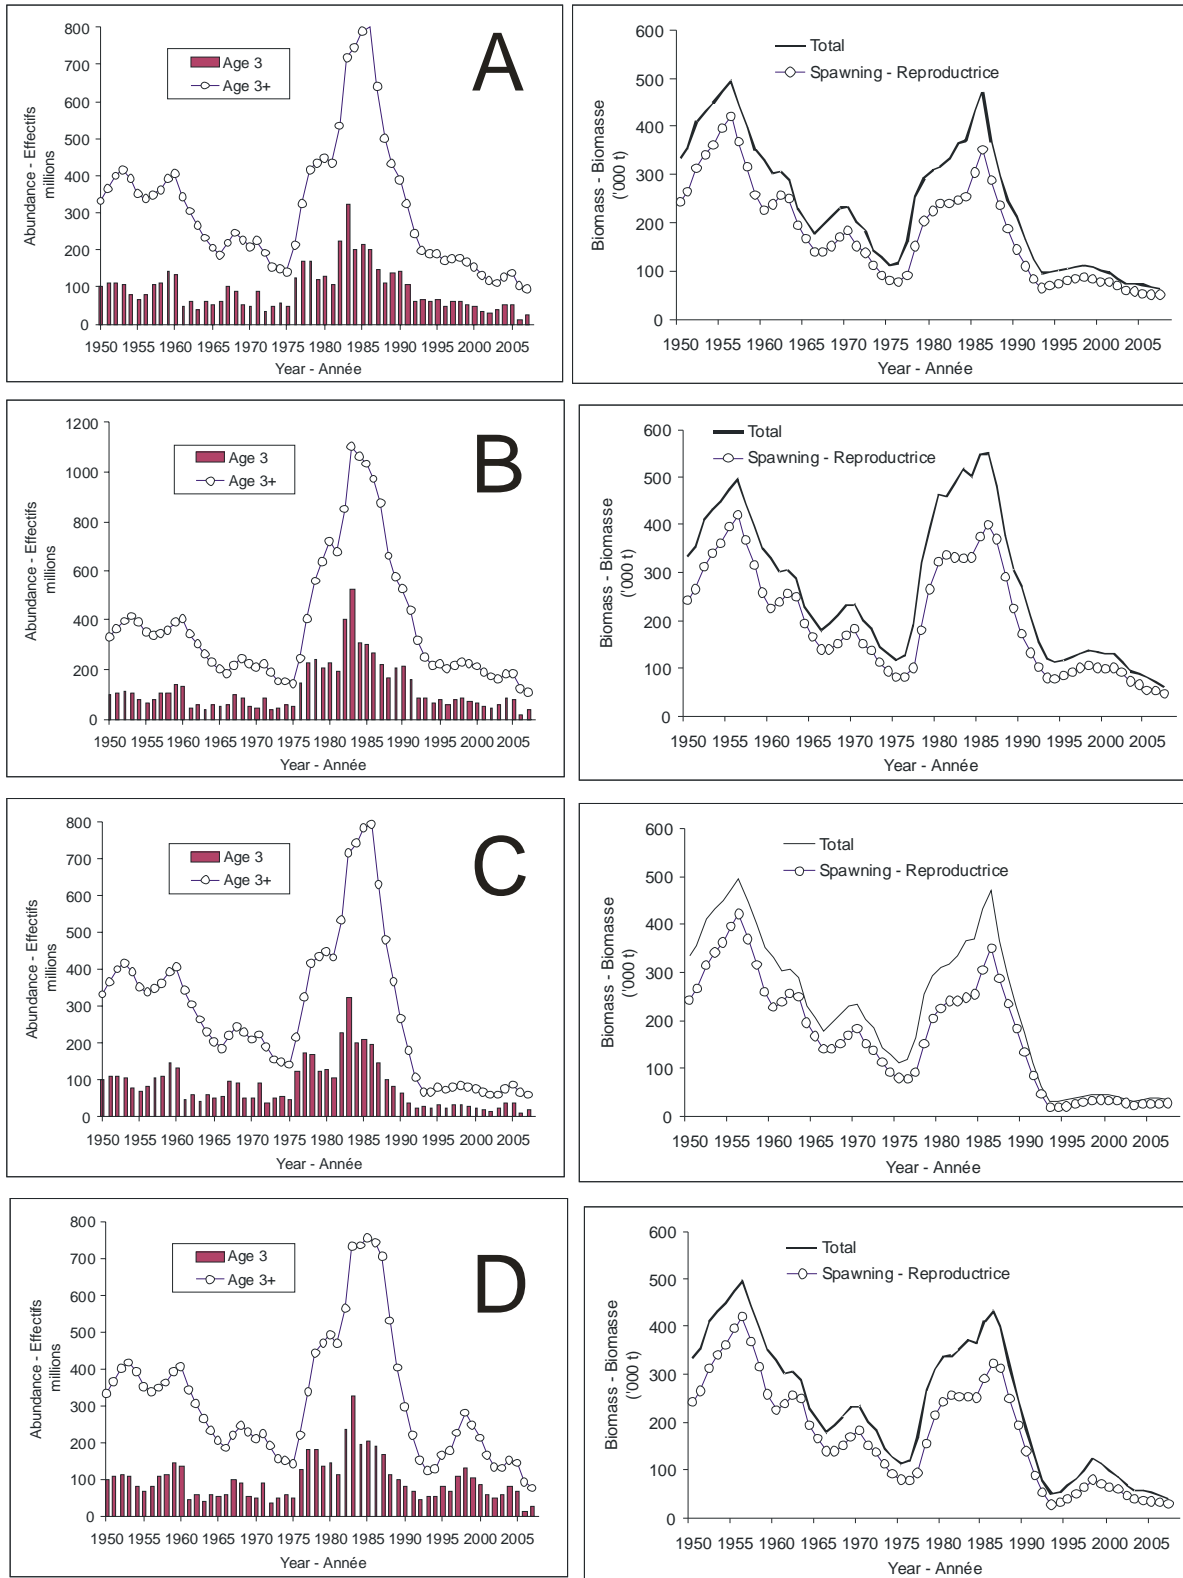 A
Abundance - Effectifs
millions
800
700
600
500
400
300
200
100
0
Age 3
Age 3+
1950 1955 1960 1965 1970 1975 1980 1985 1990 1995 2000 2005
Year - Année
Biomass - Biomasse
('000 t)
600
500
400
300
200
100
0
Total
Spawning - Reproductrice
1950 1955 1960 1965 1970 1975 1980 1985 1990 1995 2000 2005
Year - Année
B
Abundance - Effectifs
millions
1200
1000
800
600
400
200
0
Age 3
Age 3+
1950 1955 1960 1965 1970 1975 1980 1985 1990 1995 2000 2005
Year - Année
Biomass - Biomasse
('000 t)
600
500
400
300
200
100
0
Total
Spawning - Reproductrice
1950 1955 1960 1965 1970 1975 1980 1985 1990 1995 2000 2005
Year - Année
C
Abundance - Effectifs
millions
800
700
600
500
400
300
200
100
0
Age 3
Age 3+
1950 1955 1960 1965 1970 1975 1980 1985 1990 1995 2000 2005
Year - Année
Biomass - Biomasse
('000 t)
600
500
400
300
200
100
0
Total
Spawning - Reproductrice
1950 1955 1960 1965 1970 1975 1980 1985 1990 1995 2000 2005
Year - Année
D
Abundance - Effectifs
millions
800
700
600
500
400
300
200
100
0
Age 3
Age 3+
1950 1955 1960 1965 1970 1975 1980 1985 1990 1995 2000 2005
Year - Année
Biomass - Biomasse
('000 t)
600
500
400
300
200
100
0
Total
Spawning - Reproductrice
1950 1955 1960 1965 1970 1975 1980 1985 1990 1995 2000 2005
Year - Année